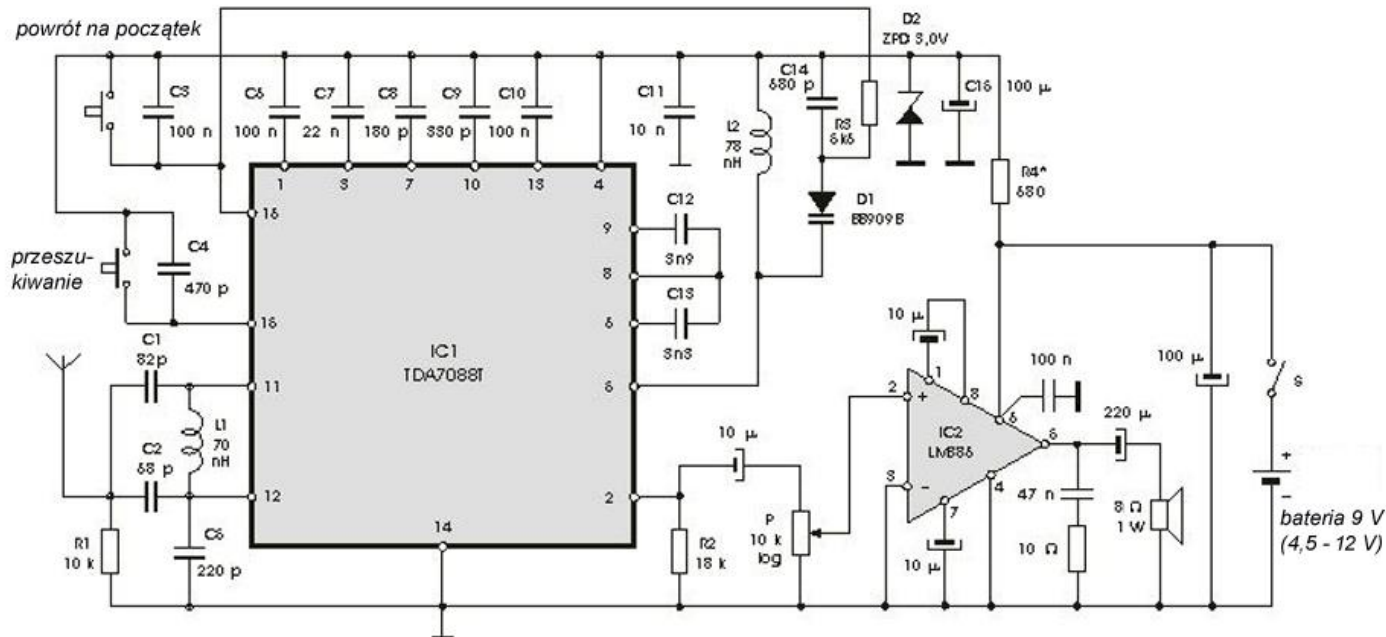 powrót na początek
D2
ZPD 3,0V
C3
100 n
C6
100 n
C7
22 n
C8
180 p
C9
330 p
C10
100 n
C11
10 n
L2
78
nH
C14
680 p
R3
5k6
C15
100 µ
R4*
680
1
3
7
10
13
4
16
C12
3n9
9
8
D1
BB909B
przeszu-
kiwanie
C4
470 p
15
C13
3n3
6
IC1
TDA7088T
C1
82p
11
L1
70
nH
C2
68 p
12
5
10 µ
1
8
2
+
IC2
LM386
6
100 n
100 µ
S
220 µ
5
3
-
7
4
10 µ
47 n
10 Ω
8 Ω
1 W
+
-
bateria 9 V
(4,5 - 12 V)
2
10 µ
P
10 k
log
R2
18 k
14
R1
10 k
C5
220 p